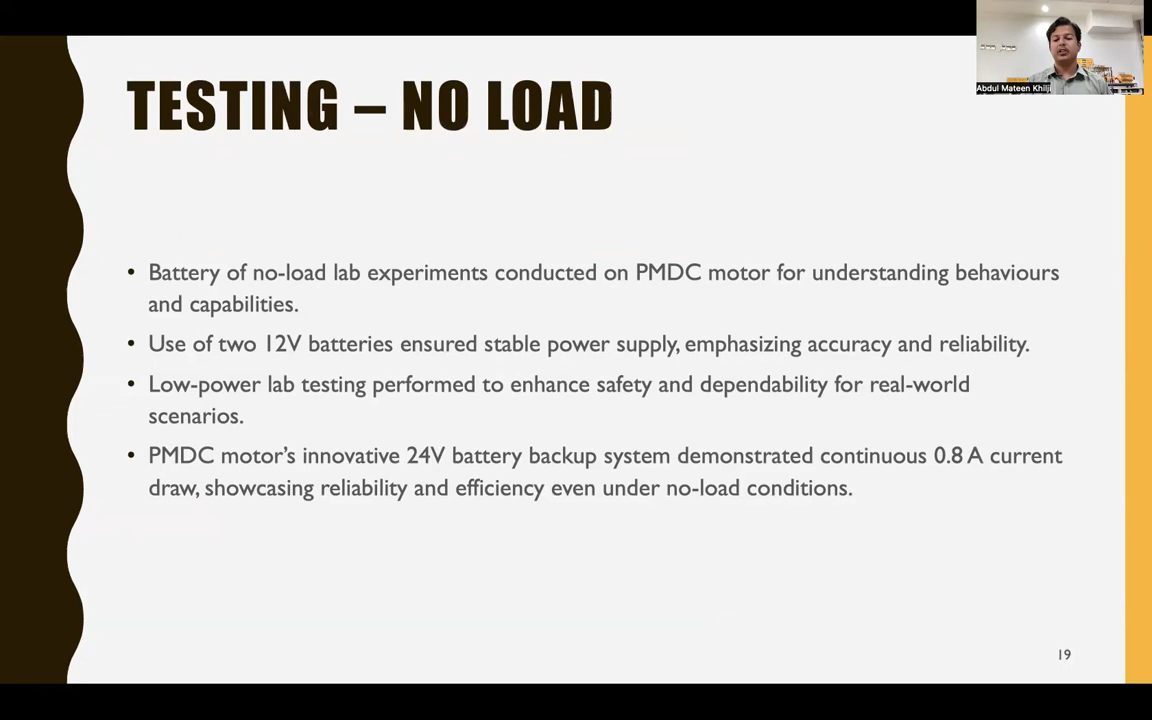 TESTING – NO LOAD
Abdul Mateen Khilji
• Battery of no-load lab experiments conducted on PMDC motor for understanding behaviours
and capabilities.
• Use of two 12V batteries ensured stable power supply, emphasizing accuracy and reliability.
• Low-power lab testing performed to enhance safety and dependability for real-world
scenarios.
• PMDC motor’s innovative 24V battery backup system demonstrated continuous 0.8 A current
draw, showcasing reliability and efficiency even under no-load conditions.
19